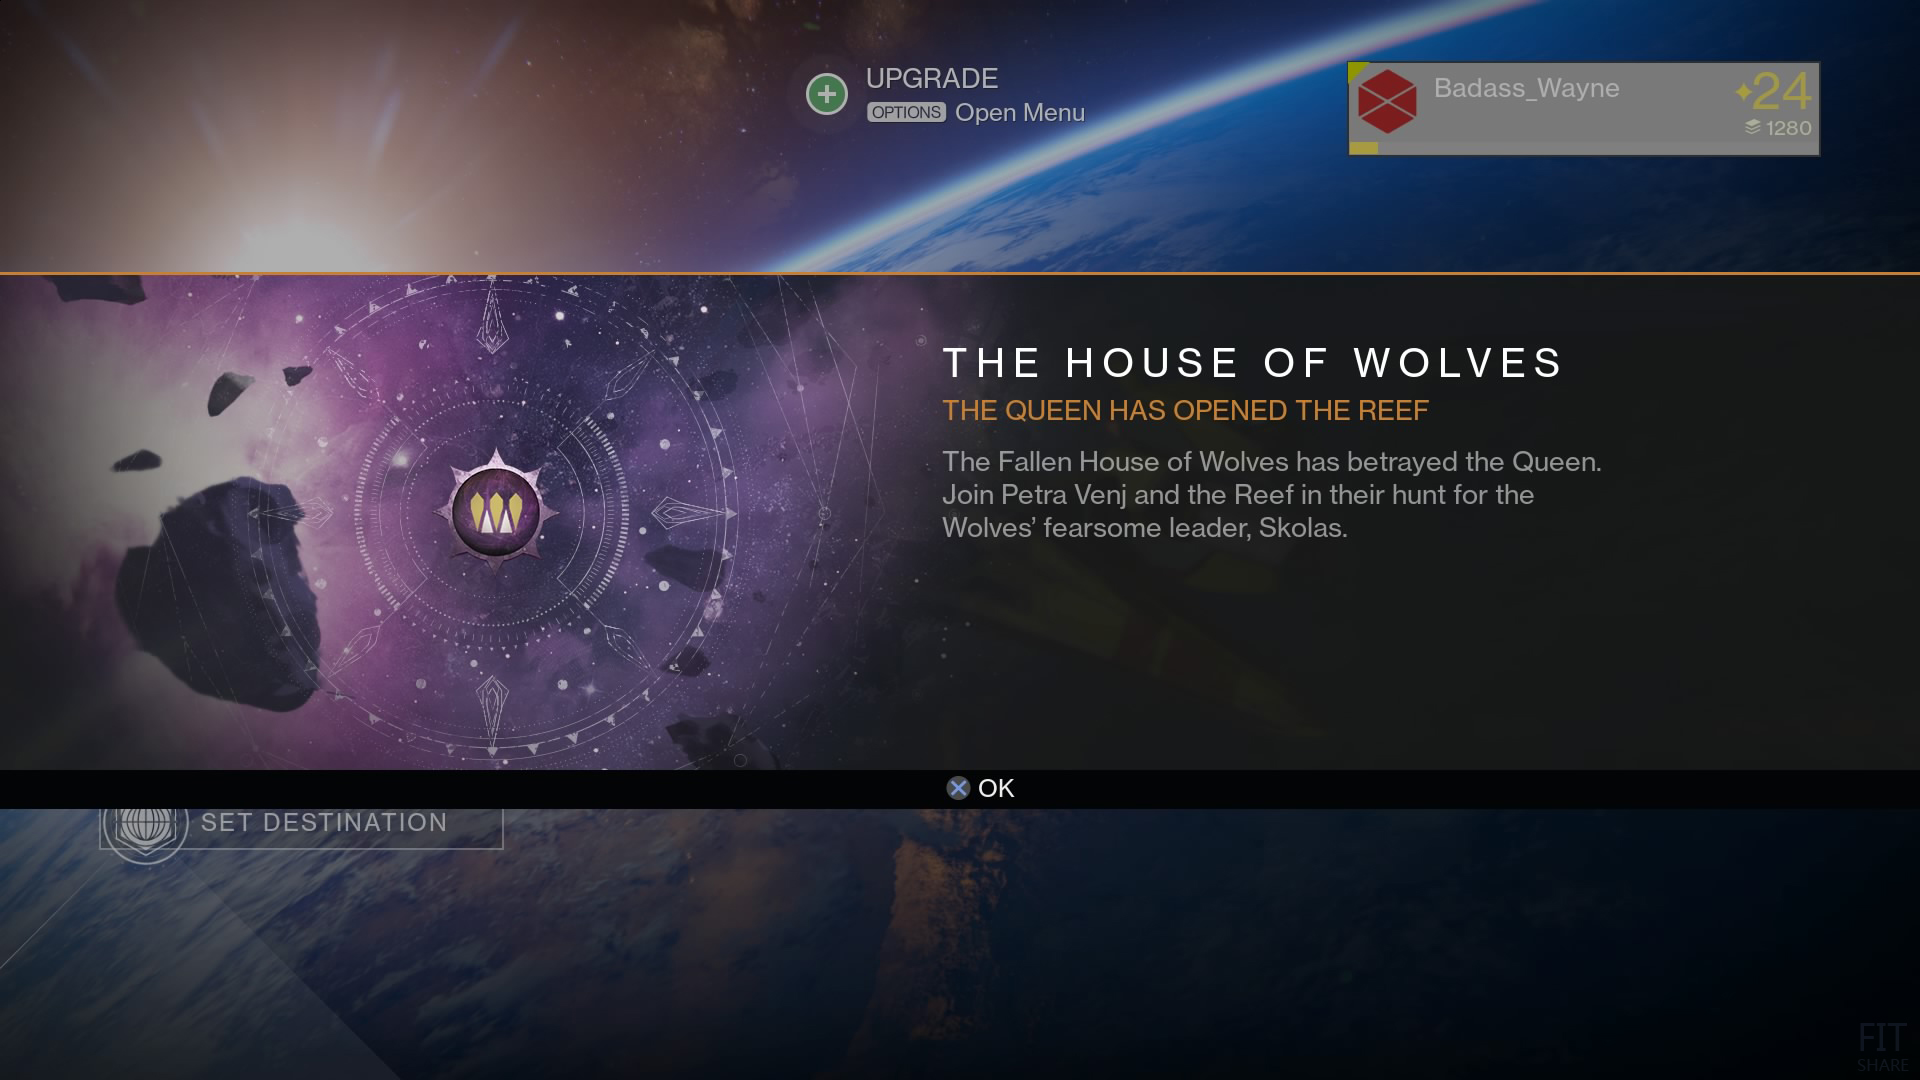 UPGRADE
OPTIONS Open Menu
Badass_Wayne
24
1280
THE HOUSE OF WOLVES
THE QUEEN HAS OPENED THE REEF
The Fallen House of Wolves has betrayed the Queen.
Join Petra Venj and the Reef in their hunt for the
Wolves’ fearsome leader, Skolas.
OK
SET DESTINATION
FIT
SHARE